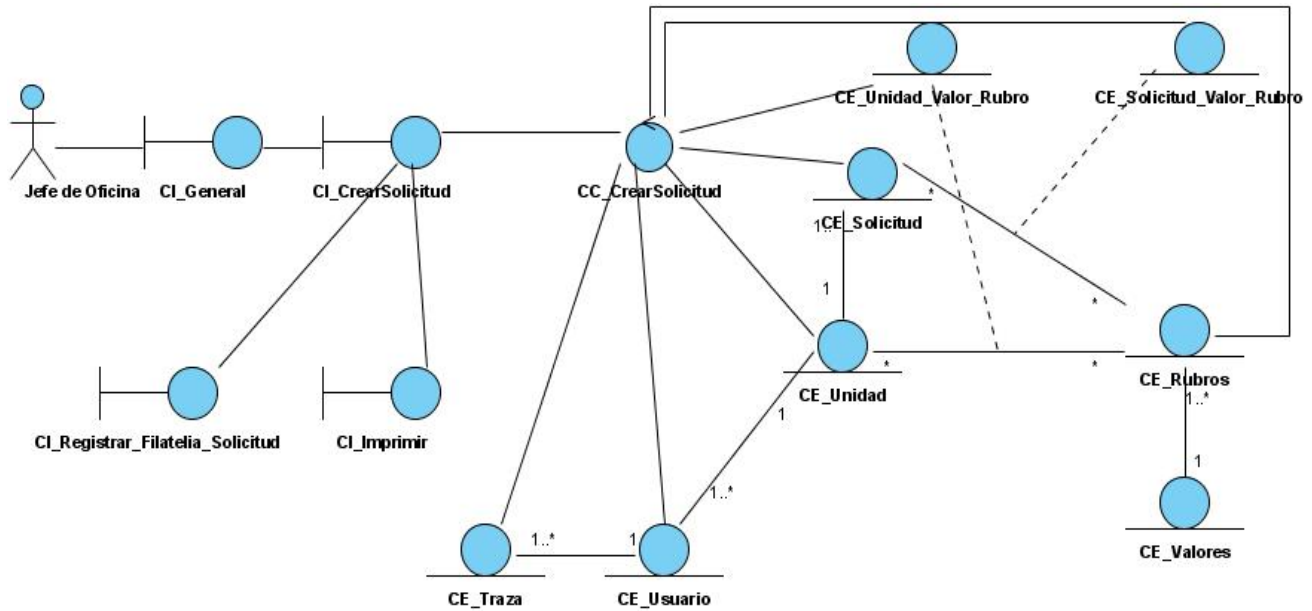 CE_Unidad_Valor_Rubro
CE_Solicitud_Valor_Rubro
Jefe de Oficina
CI_General
CI_CrearSolicitud
CC_CrearSolicitud
*
CE_Solicitud
1..
1
*
CE_Unidad
*
*
CE_Rubros
1..*
1
CI_Registrar_Filatelia_Solicitud
CI_Imprimir
1
1..*
1..*
1
CE_Valores
CE_Traza
CE_Usuario